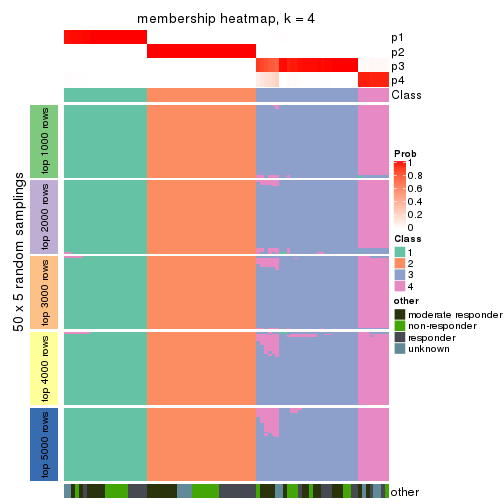 membership heatmap, k = 4
p1
p2
p3
p4
Class
50 x 5 random samplings
top 1000 rows
top 2000 rows
top 3000 rows
top 4000 rows
top 5000 rows
other
Prob
1
0.8
0.6
0.4
0.2
0
Class
1
2
3
4
other
moderate responder
non-responder
responder
unknown